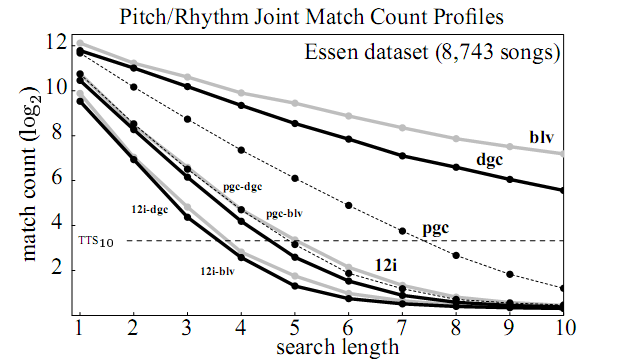 Pitch/Rhythm Joint Match Count Profiles
Essen dataset (8,743 songs)
match count (log2)
12
10
8
6
4
2
TTS10
blv
dgc
pgc
12i
pgc-dgc
pgc-blv
12i-dgc
12i-blv
1 2 3 4 5 6 7 8 9 10
search length